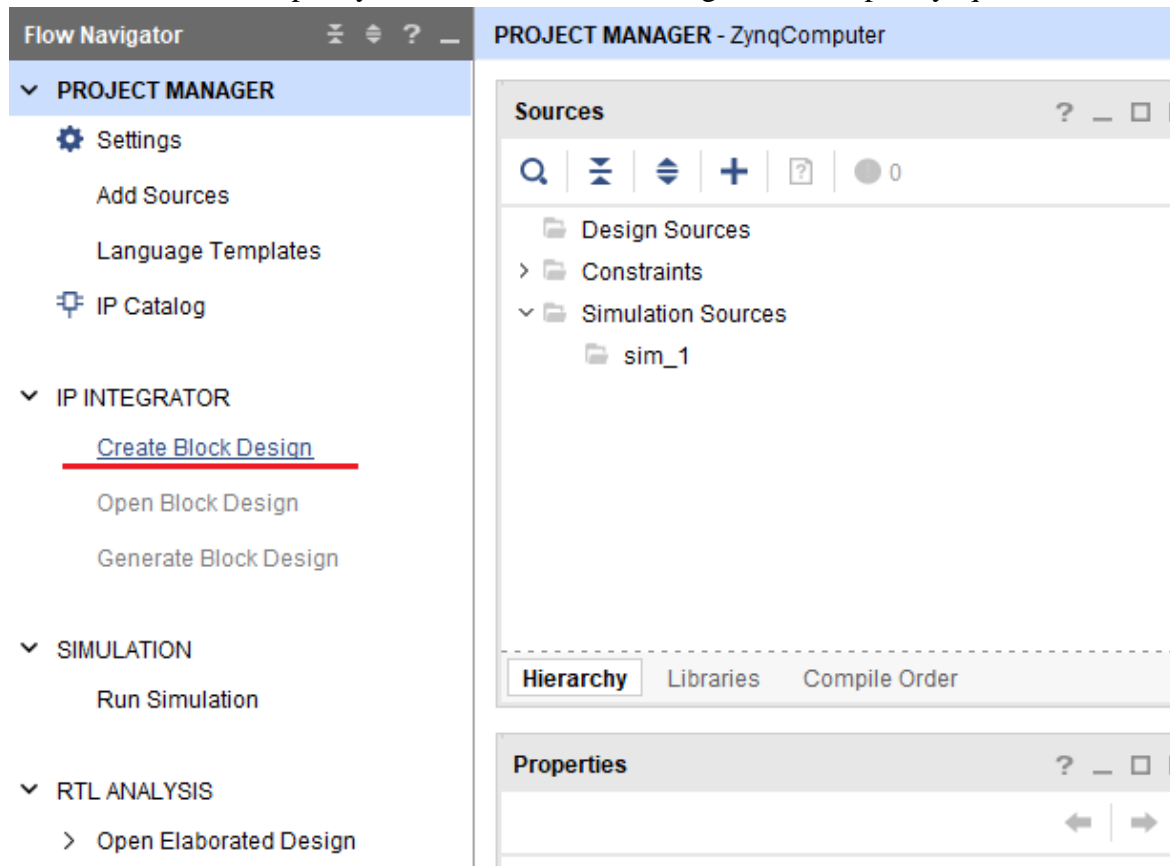 Flow Navigator ? _
PROJECT MANAGER
Settings
Add Sources
Language Templates
IP Catalog
IP INTEGRATOR
Create Block Design
Open Block Design
Generate Block Design
SIMULATION
Run Simulation
RTL ANALYSIS
Open Elaborated Design
PROJECT MANAGER - ZynqComputer
Sources
0
Design Sources
Constraints
Simulation Sources
sim_1
Hierarchy Libraries Compile Order
Properties